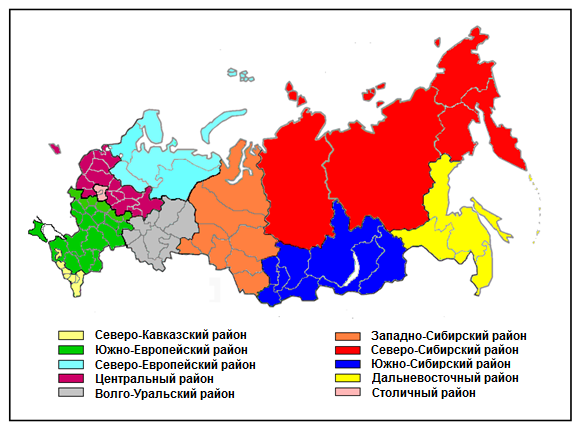 Северо-Кавказский район
Южно-Европейский район
Северо-Европейский район
Центральный район
Волго-Уральский район
Западно-Сибирский район
Северо-Сибирский район
Южно-Сибирский район
Дальневосточный район
Столичный район